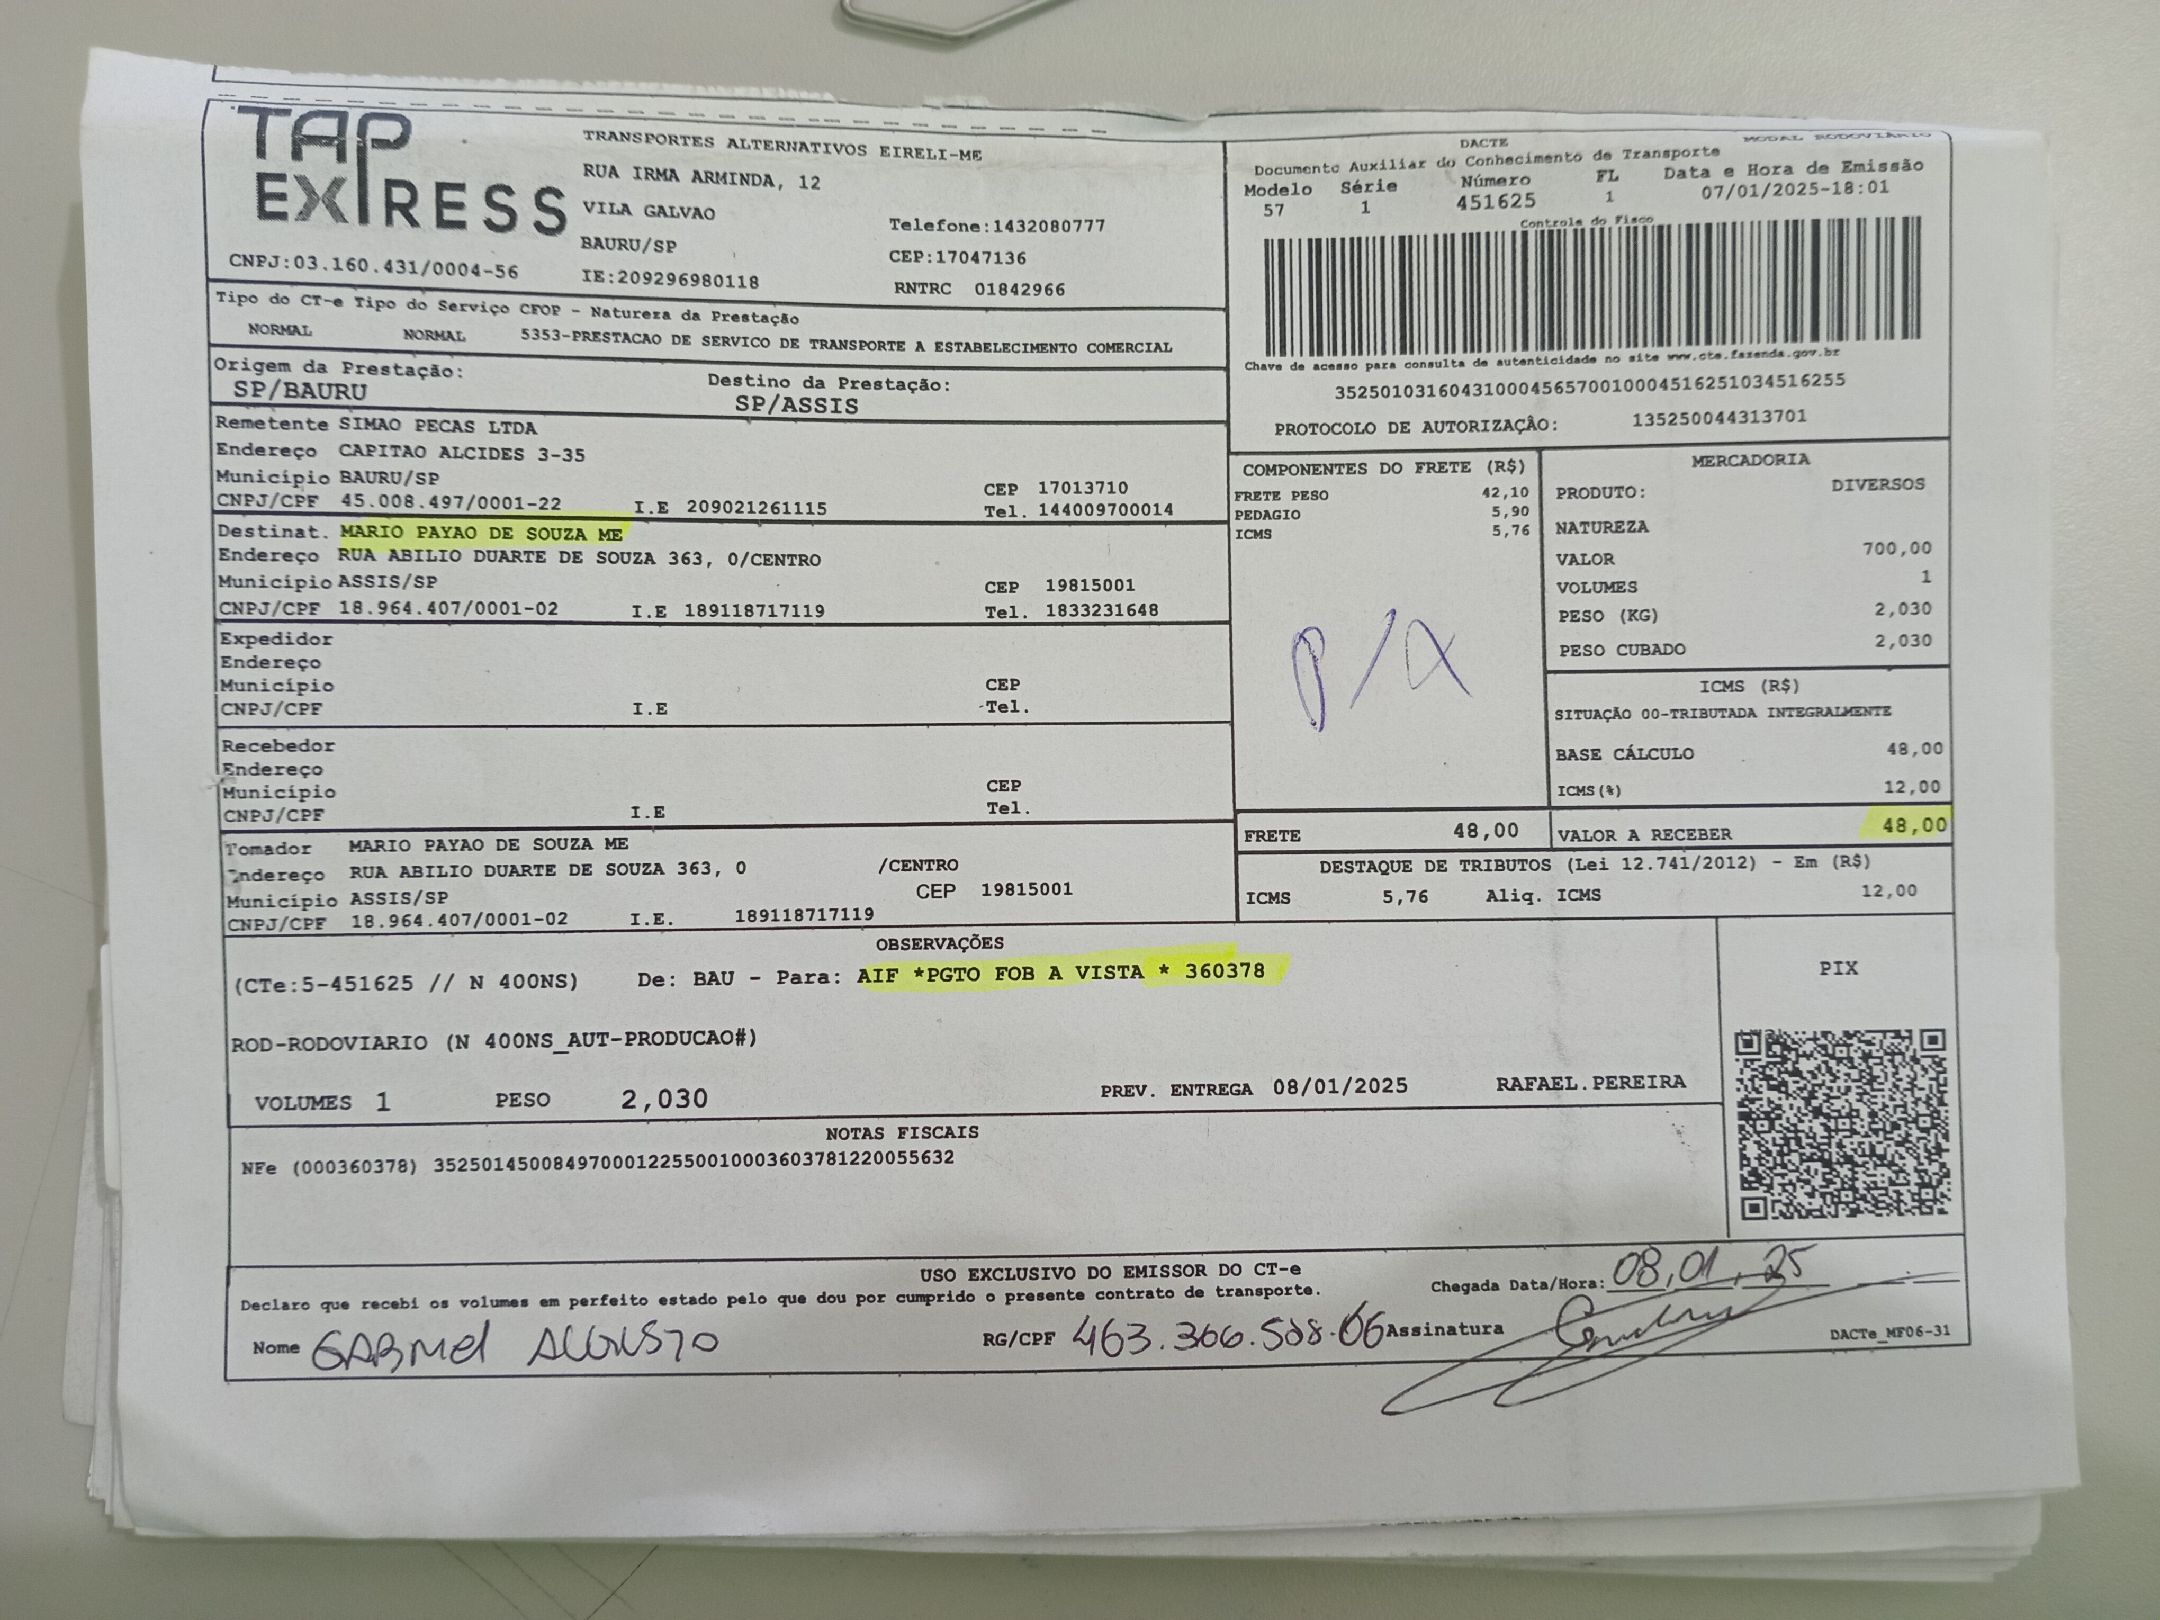 TAP
EXPRESS
TRANSPORTES ALTERNATIVOS EIRELI-ME
RUA IRMA ARMINDA, 12
VILA GALVAO
BAURU/SP
Telefone:1432080777
CEP:17047136
CNPJ:03.160.431/0004-56
IE:209296980118
RNTRC 01842966
DACTE
MODAL RODOVIÁRIO
Documento Auxiliar do Conhecimento de Transporte
Modelo Série Número FL Data e Hora de Emissão
57 1 451625 1 07/01/2025-18:01
Controle do Fisco
Chave de acesso para consulta de autenticidade no site www.cte.fazenda.gov.br
35250103160431000456570010004516251034516255
PROTOCOLO DE AUTORIZAÇÂO: 135250044313701
Tipo do CT-e Tipo do Serviço CFOP - Natureza da Prestação
NORMAL NORMAL 5353-PRESTACAO DE SERVICO DE TRANSPORTE A ESTABELECIMENTO COMERCIAL
Origem da Prestação:
SP/BAURU
Destino da Prestação:
SP/ASSIS
Remetente SIMAO PECAS LTDA
Endereço CAPITAO ALCIDES 3-35
Município BAURU/SP CEP 17013710
CNPJ/CPF 45.008.497/0001-22 I.E 209021261115 Tel. 144009700014
Destinat. MARIO PAYAO DE SOUZA ME
Endereço RUA ABILIO DUARTE DE SOUZA 363, 0/CENTRO
Município ASSIS/SP CEP 19815001
CNPJ/CPF 18.964.407/0001-02 I.E 189118717119 Tel. 1833231648
Expedidor
Endereço
Município CEP
CNPJ/CPF I.E Tel.
Recebedor
Endereço
Município CEP
CNPJ/CPF I.E Tel.
Tomador MARIO PAYAO DE SOUZA ME
Endereço RUA ABILIO DUARTE DE SOUZA 363, 0 /CENTRO
Município ASSIS/SP CEP 19815001
CNPJ/CPF 18.964.407/0001-02 I.E. 189118717119
COMPONENTES DO FRETE (R$)
FRETE PESO 42,10
PEDAGIO 5,90
ICMS 5,76
MERCADORIA
PRODUTO: DIVERSOS
NATUREZA
VALOR 700,00
VOLUMES 1
PESO (KG) 2,030
PESO CUBADO 2,030
ICMS (R$)
SITUAÇÃO 00-TRIBUTADA INTEGRALMENTE
BASE CÁLCULO 48,00
ICMS(%) 12,00
FRETE 48,00
VALOR A RECEBER 48,00
DESTAQUE DE TRIBUTOS (Lei 12.741/2012) - Em (R$)
ICMS 5,76 Aliq. ICMS 12,00
OBSERVAÇÕES
(CTe:5-451625 // N 400NS) De: BAU - Para: AIF *PGTO FOB A VISTA * 360378
ROD-RODOVIARIO (N 400NS_AUT-PRODUCAO#)
VOLUMES 1 PESO 2,030 PREV. ENTREGA 08/01/2025 RAFAEL.PEREIRA
PIX
NOTAS FISCAIS
NFe (000360378) 35250145008497000122550010003603781220055632
USO EXCLUSIVO DO EMISSOR DO CT-e
Declaro que recebi os volumes em perfeito estado pelo que dou por cumprido o presente contrato de transporte.
Chegada Data/Hora: 08,01,25
Nome GABRIEL AUGUSTO
RG/CPF 463.366.508-06
Assinatura
DACTe_MF06-31